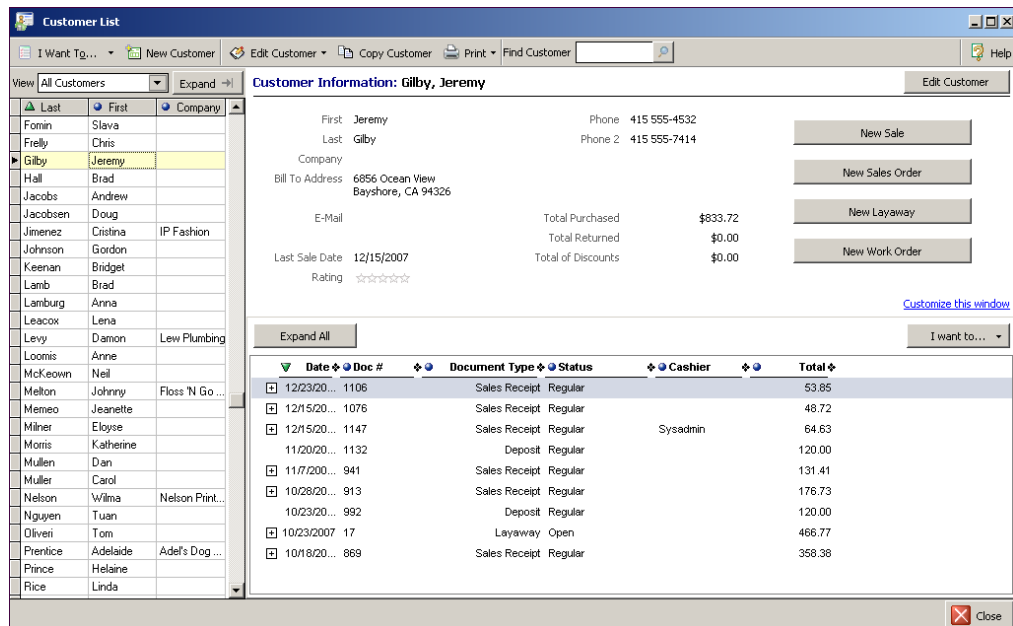 Customer List
I Want To... New Customer Edit Customer Copy Customer Print Find Customer Help
View All Customers Expand
Customer Information: Gilby, Jeremy Edit Customer
Last First Company
Fomin Slava
Frelly Chris
Gilby Jeremy
Hall Brad
Jacobs Andrew
Jacobsen Doug
Jimenez Cristina IP Fashion
Johnson Gordon
Keenan Bridget
Lamb Brad
Lamburg Anna
Leacox Lena
Levy Damon Lew Plumbing
Loomis Anne
McKeown Neil
Melton Johnny Floss 'N Go ...
Memeo Jeanette
Milner Eloyse
Morris Katherine
Mullen Dan
Muller Carol
Nelson Wilma Nelson Print...
Nguyen Tuan
Oliveri Tom
Prentice Adelaide Adel's Dog ...
Prince Helaine
Rice Linda
First Jeremy Phone 415 555-4532
Last Gilby Phone 2 415 555-7414
Company
Bill To Address 6856 Ocean View
Bayshore, CA 94326
E-Mail Total Purchased $833.72
Total Returned $0.00
Last Sale Date 12/15/2007 Total of Discounts $0.00
Rating
New Sale
New Sales Order
New Layaway
New Work Order
Customize this window
Expand All I want to...
Date Doc # Document Type Status Cashier Total
12/23/20... 1106 Sales Receipt Regular 53.85
12/15/20... 1076 Sales Receipt Regular 48.72
12/15/20... 1147 Sales Receipt Regular Sysadmin 64.63
11/20/20... 1132 Deposit Regular 120.00
11/7/200... 941 Sales Receipt Regular 131.41
10/28/20... 913 Sales Receipt Regular 176.73
10/23/20... 992 Deposit Regular 120.00
10/23/2007 17 Layaway Open 466.77
10/18/20... 869 Sales Receipt Regular 358.38
Close